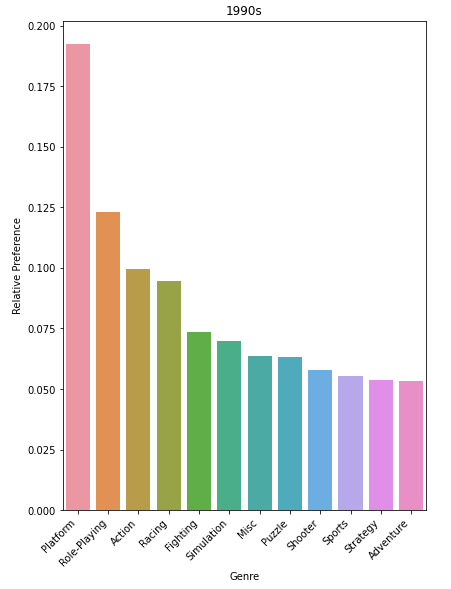 1990s
0.200
0.175
0.150
0.125
0.100
0.075
0.050
0.025
0.000
Relative Preference
Platform
Role-Playing
Action
Racing
Fighting
Simulation
Misc
Puzzle
Shooter
Sports
Strategy
Adventure
Genre